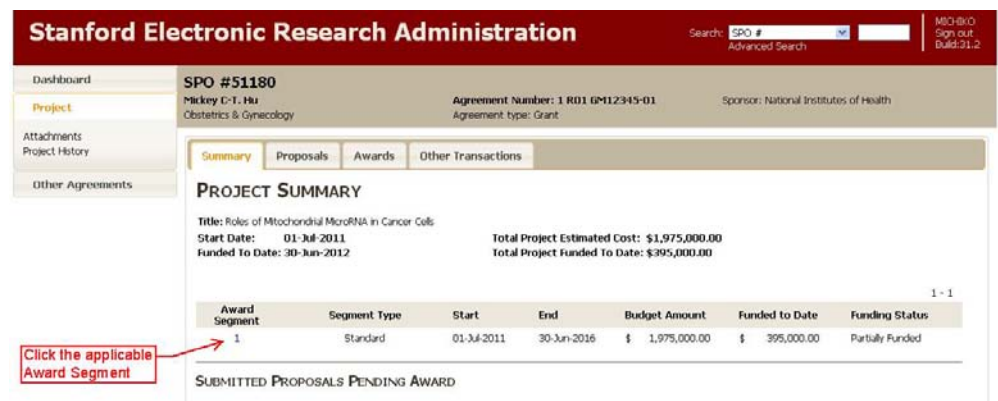 Stanford Electronic Research Administration
Search: SPO #
Advanced Search
MICHIKO
Sign out
Build:31.2
Dashboard
Project
Attachments
Project History
Other Agreements
SPO #51180
Mickey C-T. Hu
Agreement Number: 1 R01 GM12345-01
Sponsor: National Institutes of Health
Obstetrics & Gynecology
Agreement type: Grant
Summary Proposals Awards Other Transactions
PROJECT SUMMARY
Title: Roles of Mitochondrial MicroRNA in Cancer Cells
Start Date: 01-Jul-2011 Total Project Estimated Cost: $1,975,000.00
Funded To Date: 30-Jun-2012 Total Project Funded To Date: $395,000.00
1 - 1
Award Segment Segment Type Start End Budget Amount Funded to Date Funding Status
1 Standard 01-Jul-2011 30-Jun-2016 $ 1,975,000.00 $ 395,000.00 Partially Funded
Click the applicable
Award Segment
SUBMITTED PROPOSALS PENDING AWARD